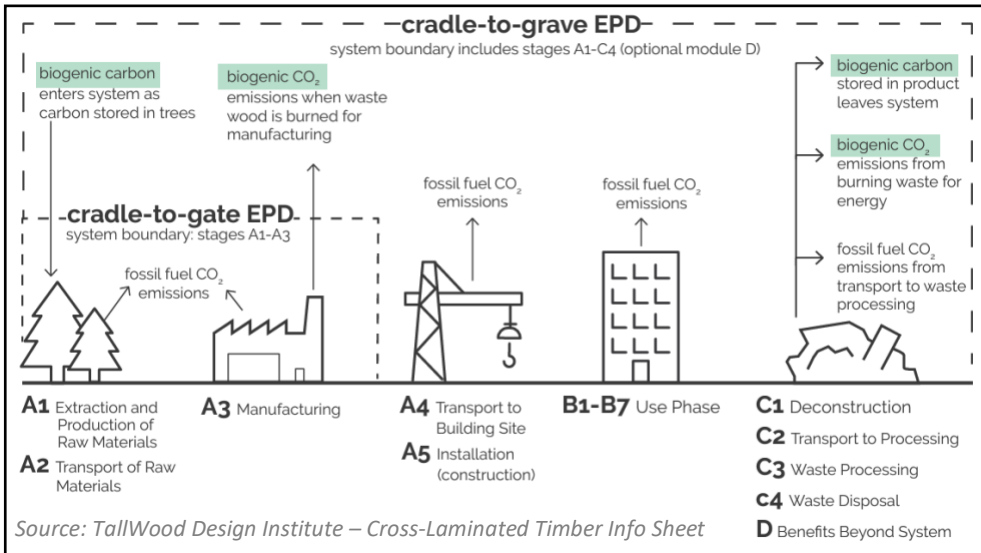 cradle-to-grave EPD
system boundary includes stages A1-C4 (optional module D)
biogenic carbon
enters system as
carbon stored in trees
biogenic CO₂
emissions when waste
wood is burned for
manufacturing
biogenic carbon
stored in product
leaves system
biogenic CO₂
emissions from
burning waste for
energy
fossil fuel CO₂
emissions from
transport to waste
processing
cradle-to-gate EPD
system boundary: stages A1-A3
fossil fuel CO₂
emissions
fossil fuel CO₂
emissions
fossil fuel CO₂
emissions
A1 Extraction and
Production of
Raw Materials
A2 Transport of Raw
Materials
A3 Manufacturing
A4 Transport to
Building Site
A5 Installation
(construction)
B1-B7 Use Phase
C1 Deconstruction
C2 Transport to Processing
C3 Waste Processing
c4 Waste Disposal
D Benefits Beyond System
Source: TallWood Design Institute – Cross-Laminated Timber Info Sheet